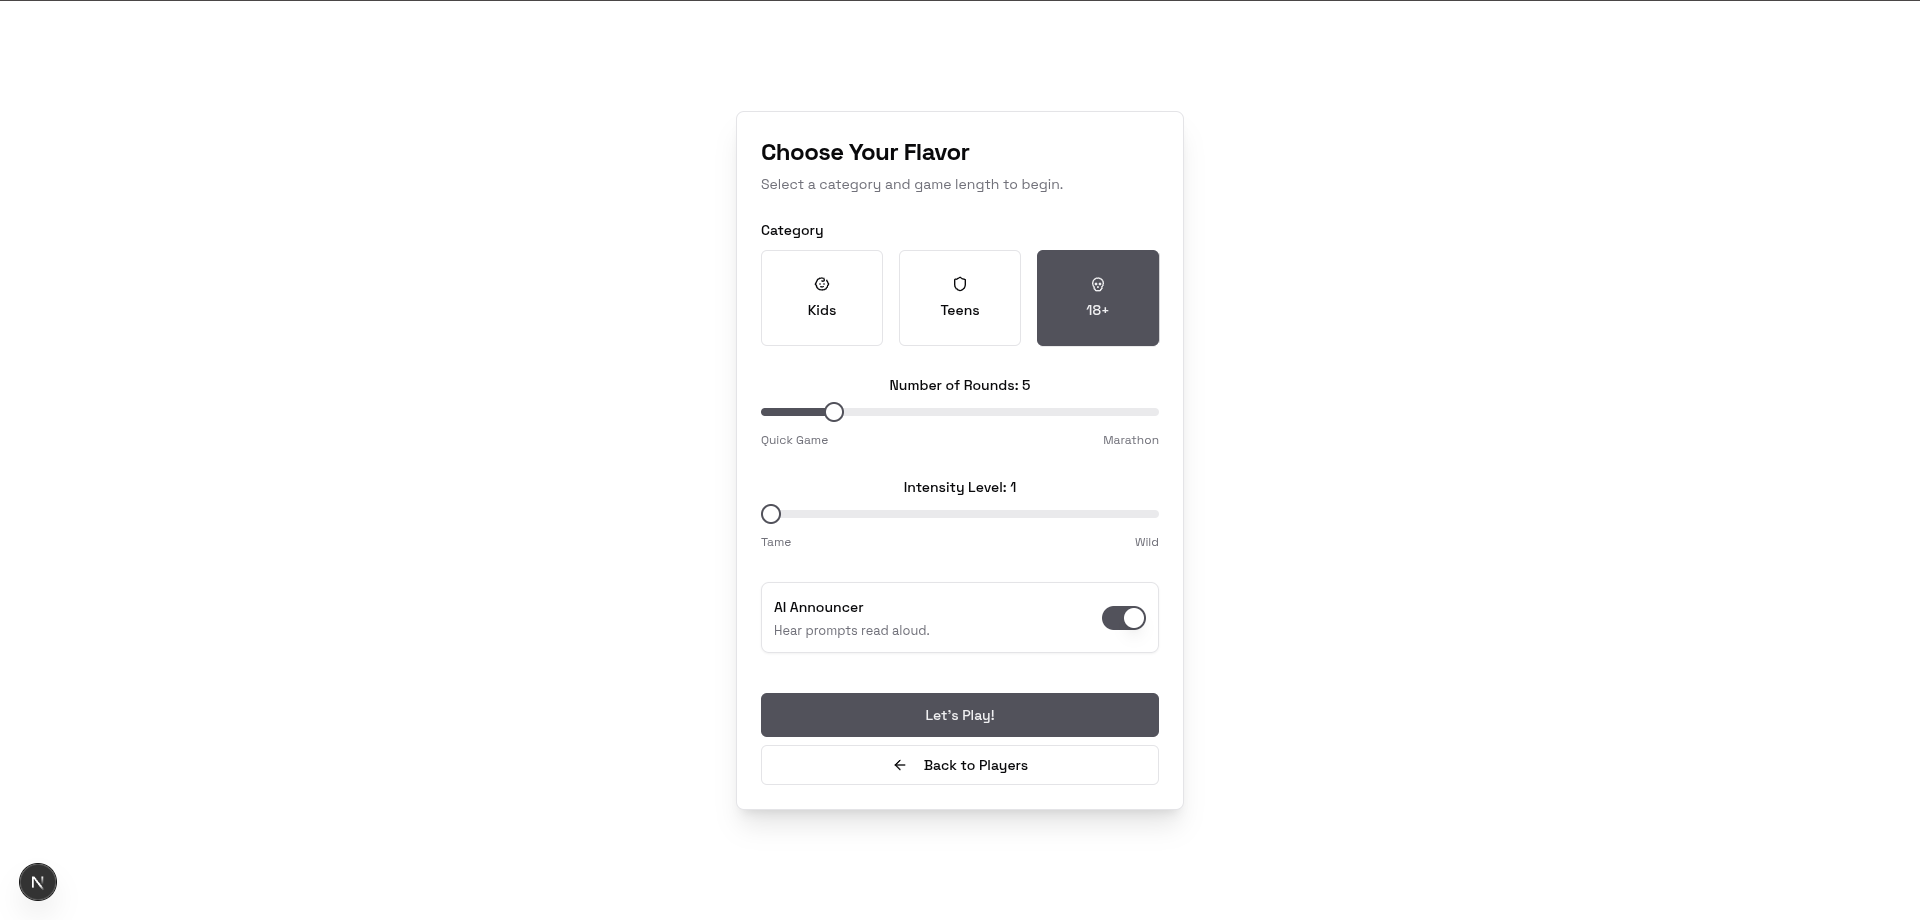 Choose Your Flavor
Select a category and game length to begin.
Category
Kids
Teens
18+
Number of Rounds: 5
Quick Game
Marathon
Intensity Level: 1
Tame
Wild
AI Announcer
Hear prompts read aloud.
Let's Play!
Back to Players
N